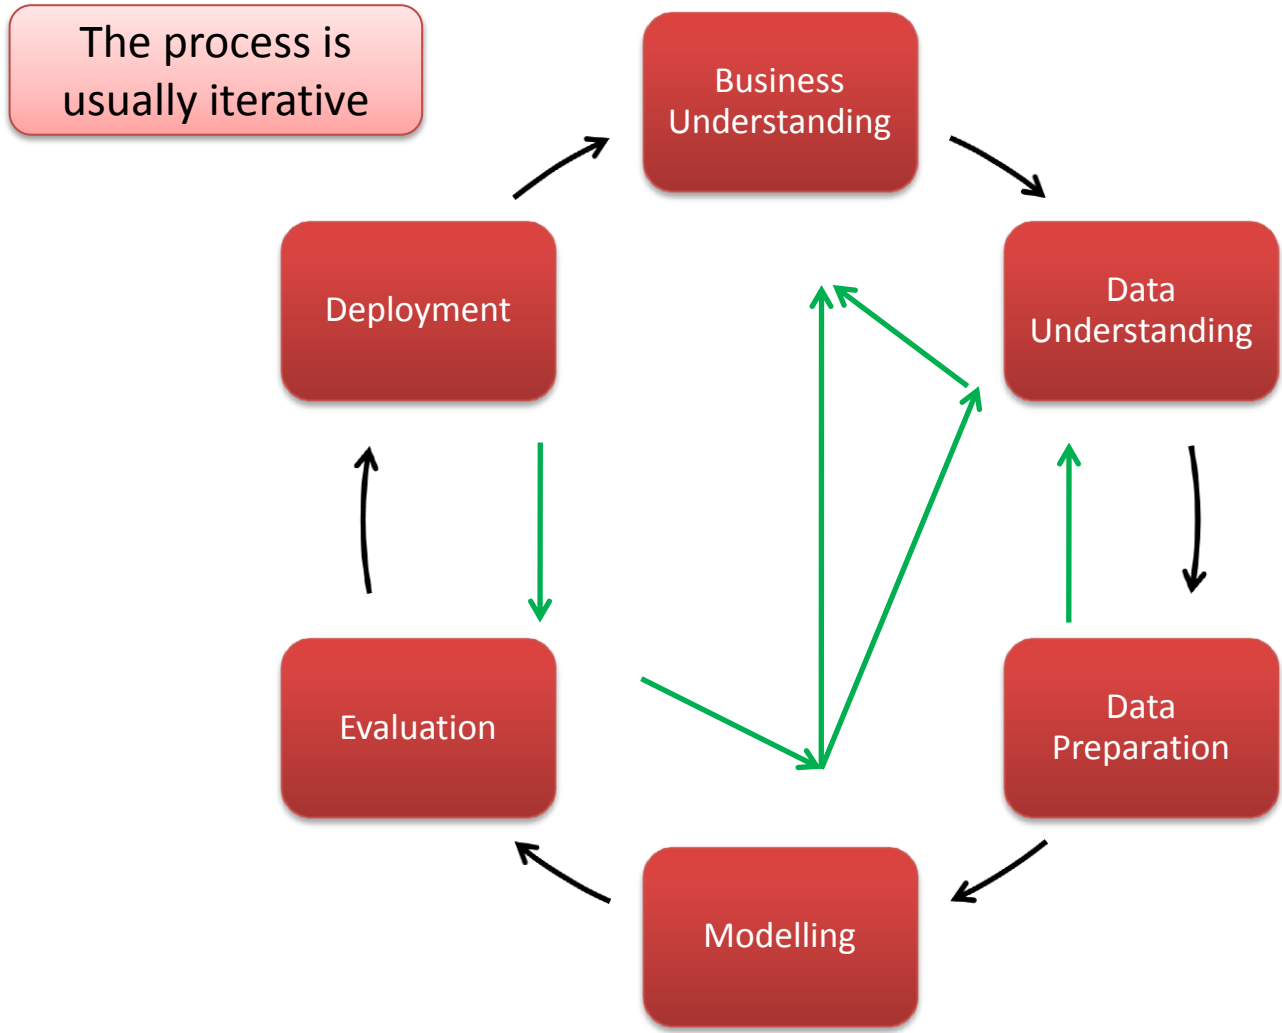 The process is
usually iterative
Business
Understanding
Data
Understanding
Data
Preparation
Modelling
Evaluation
Deployment